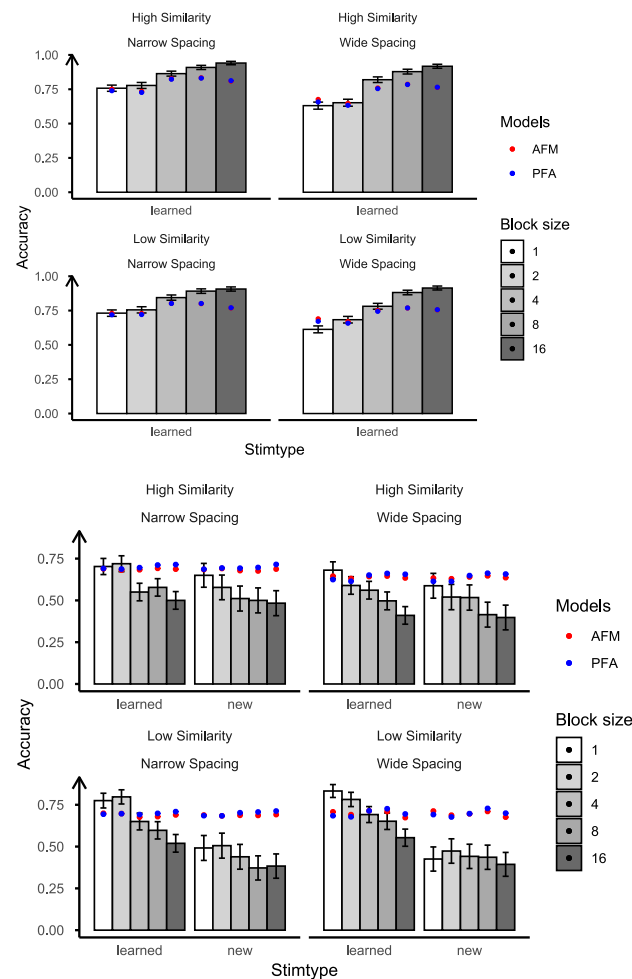 High Similarity High Similarity
Narrow Spacing Wide Spacing
1.00
0.75
0.50
0.25
0.00
learned learned
Low Similarity Low Similarity
Narrow Spacing Wide Spacing
1.00
0.75
0.50
0.25
0.00
learned learned
Accuracy
Stimtype
Models
AFM
PFA
Block size
1
2
4
8
16
High Similarity High Similarity
Narrow Spacing Wide Spacing
0.75
0.50
0.25
0.00
learned new learned new
Low Similarity Low Similarity
Narrow Spacing Wide Spacing
0.75
0.50
0.25
0.00
learned new learned new
Accuracy
Stimtype
Models
AFM
PFA
Block size
1
2
4
8
16